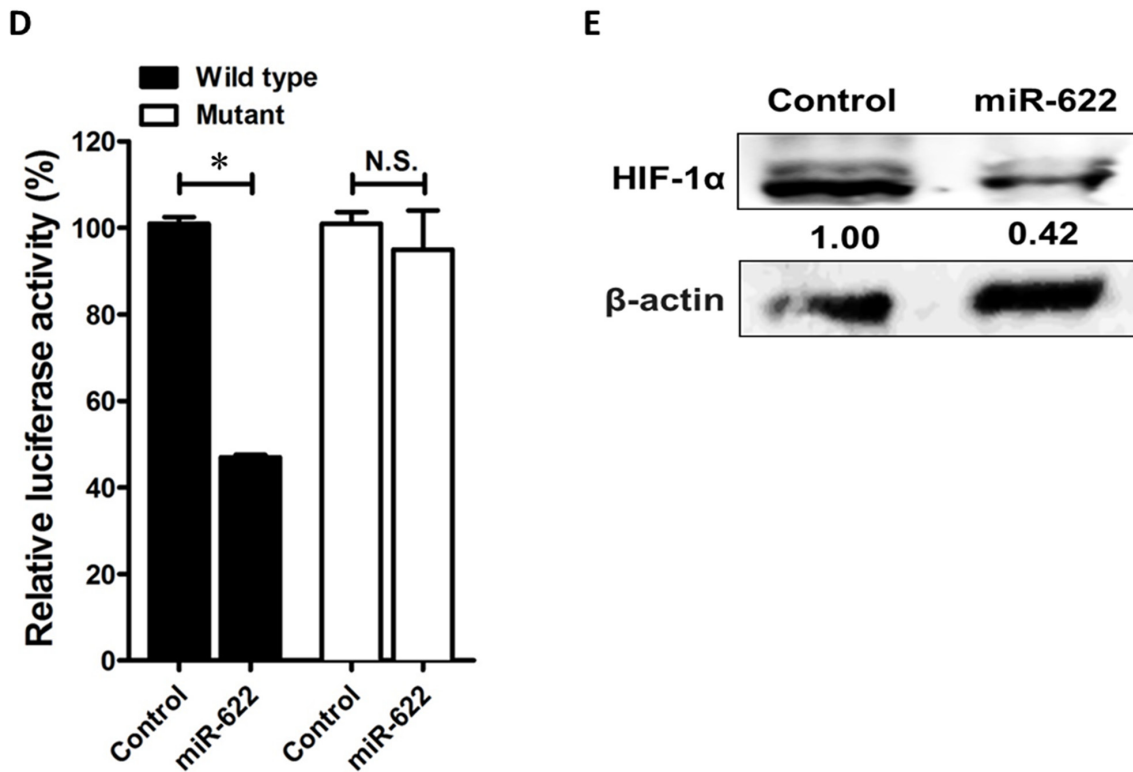 D
Wild type
Mutant
Relative luciferase activity (%)
120
100
80
60
40
20
0
*
N.S.
Control
miR-622
Control
miR-622
E
Control miR-622
HIF-1α
1.00 0.42
β-actin